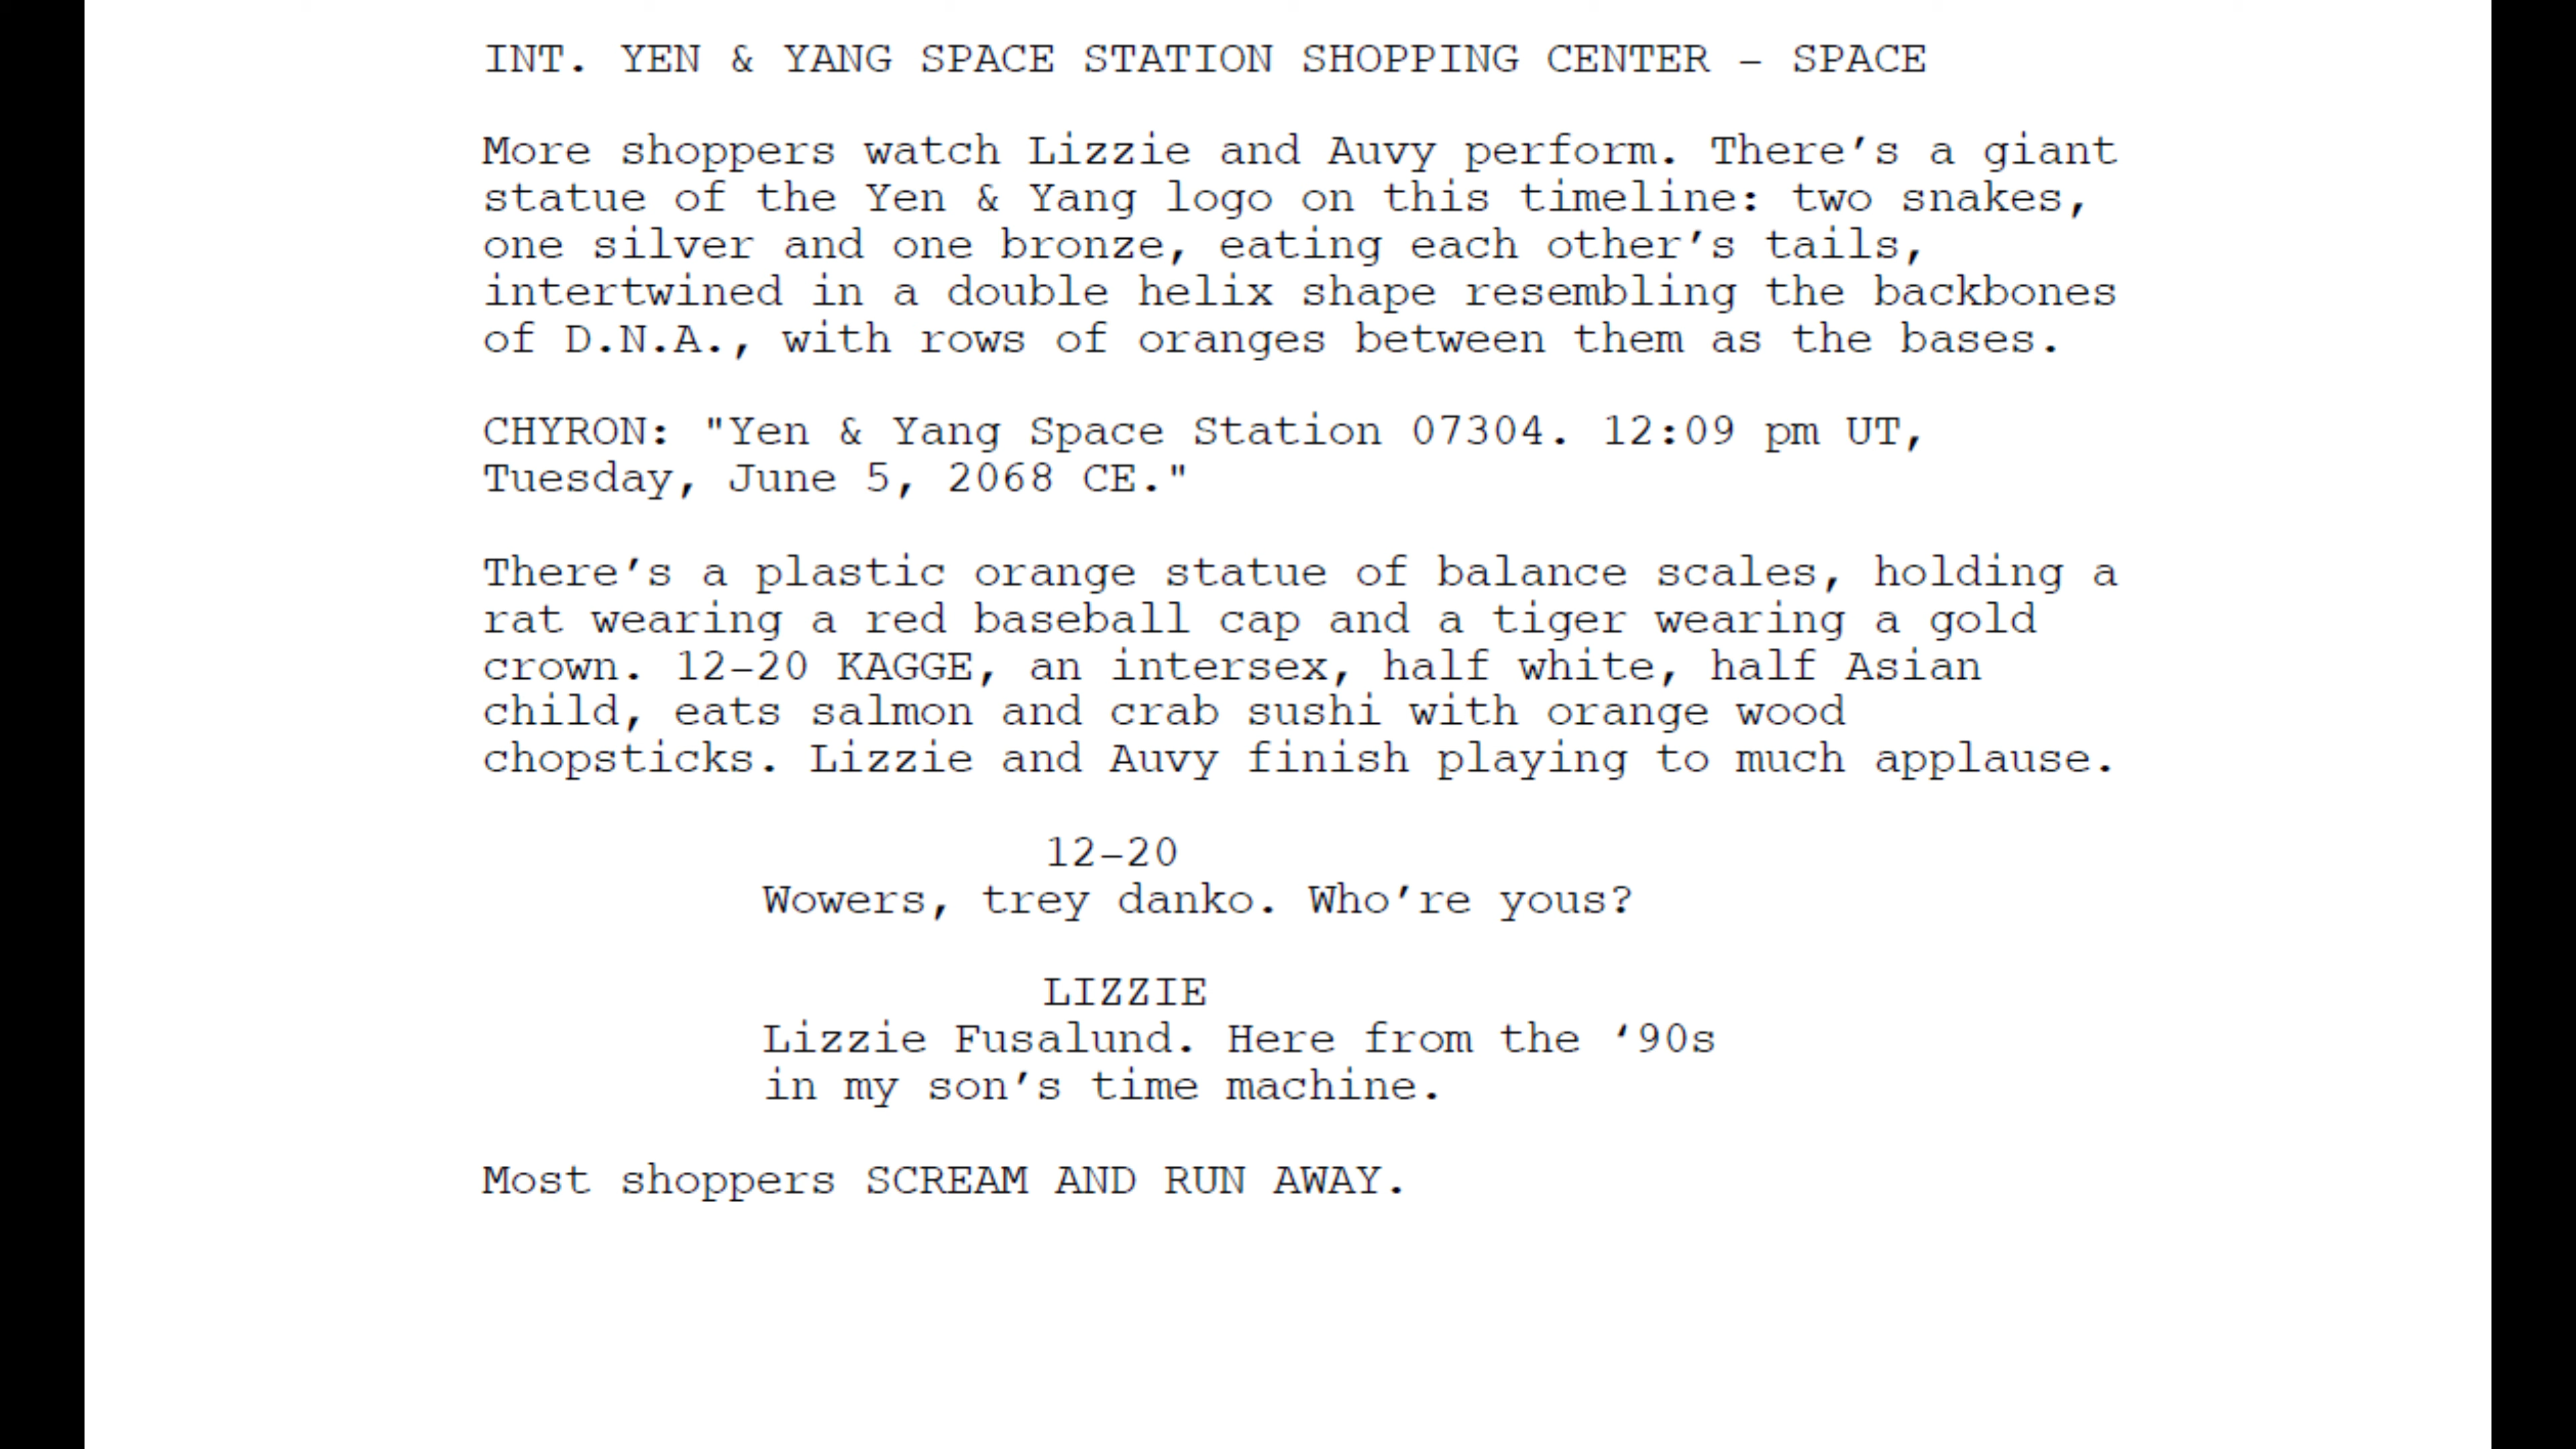 INT. YEN & YANG SPACE STATION SHOPPING CENTER – SPACE
More shoppers watch Lizzie and Auvy perform. There’s a giant
statue of the Yen & Yang logo on this timeline: two snakes,
one silver and one bronze, eating each other’s tails,
intertwined in a double helix shape resembling the backbones
of D.N.A., with rows of oranges between them as the bases.
CHYRON: "Yen & Yang Space Station 07304. 12:09 pm UT,
Tuesday, June 5, 2068 CE."
There’s a plastic orange statue of balance scales, holding a
rat wearing a red baseball cap and a tiger wearing a gold
crown. 12–20 KAGGE, an intersex, half white, half Asian
child, eats salmon and crab sushi with orange wood
chopsticks. Lizzie and Auvy finish playing to much applause.
12–20
Wowers, trey danko. Who’re yous?
LIZZIE
Lizzie Fusalund. Here from the ‘90s
in my son’s time machine.
Most shoppers SCREAM AND RUN AWAY.